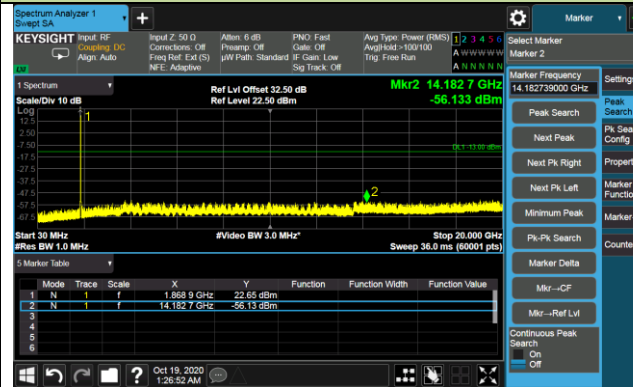 Spectrum Analyzer 1
Swept SA
Marker
KEYSIGHT Input: RF
Coupling: DC
Align: Auto
Input Z: 50 Ω
Corrections: Off
Freq Ref: Ext (S)
NFE: Adaptive
Atten: 6 dB
Preamp: Off
µW Path: Standard
PNO: Fast
Gate: Off
IF Gain: Low
Sig Track: Off
Avg Type: Power (RMS)
Avg|Hold:>100/100
Trig: Free Run
1 2 3 4 5 6
A W W W W W
A N N N N N
LW
Select Marker
Marker 2
1 Spectrum
Scale/Div 10 dB
Ref Lvl Offset 32.50 dB
Ref Level 22.50 dBm
Mkr2 14.182 7 GHz
-56.133 dBm
Log
12.5
2.50
-7.50
-17.5
-27.5
-37.5
-47.5
-57.5
-67.5
1
DL1 -13.00 dBm
2
Start 30 MHz
#Res BW 1.0 MHz
#Video BW 3.0 MHz*
Stop 20.000 GHz
Sweep 36.0 ms (60001 pts)
5 Marker Table
Mode Trace Scale X Y Function Function Width Function Value
1 N 1 f 1.868 9 GHz 22.65 dBm
2 N 1 f 14.182 7 GHz -56.13 dBm
3
4
5
6
Oct 19, 2020
1:26:52 AM
Marker Frequency
14.182739000 GHz
Peak Search
Next Peak
Next Pk Right
Next Pk Left
Minimum Peak
Pk-Pk Search
Marker Delta
Mkr→CF
Mkr→Ref Lvl
Continuous Peak
Search
On
Off
Settings
Peak
Search
Pk Sea
Config
Propert
Marker
Functio
Marker
Counte